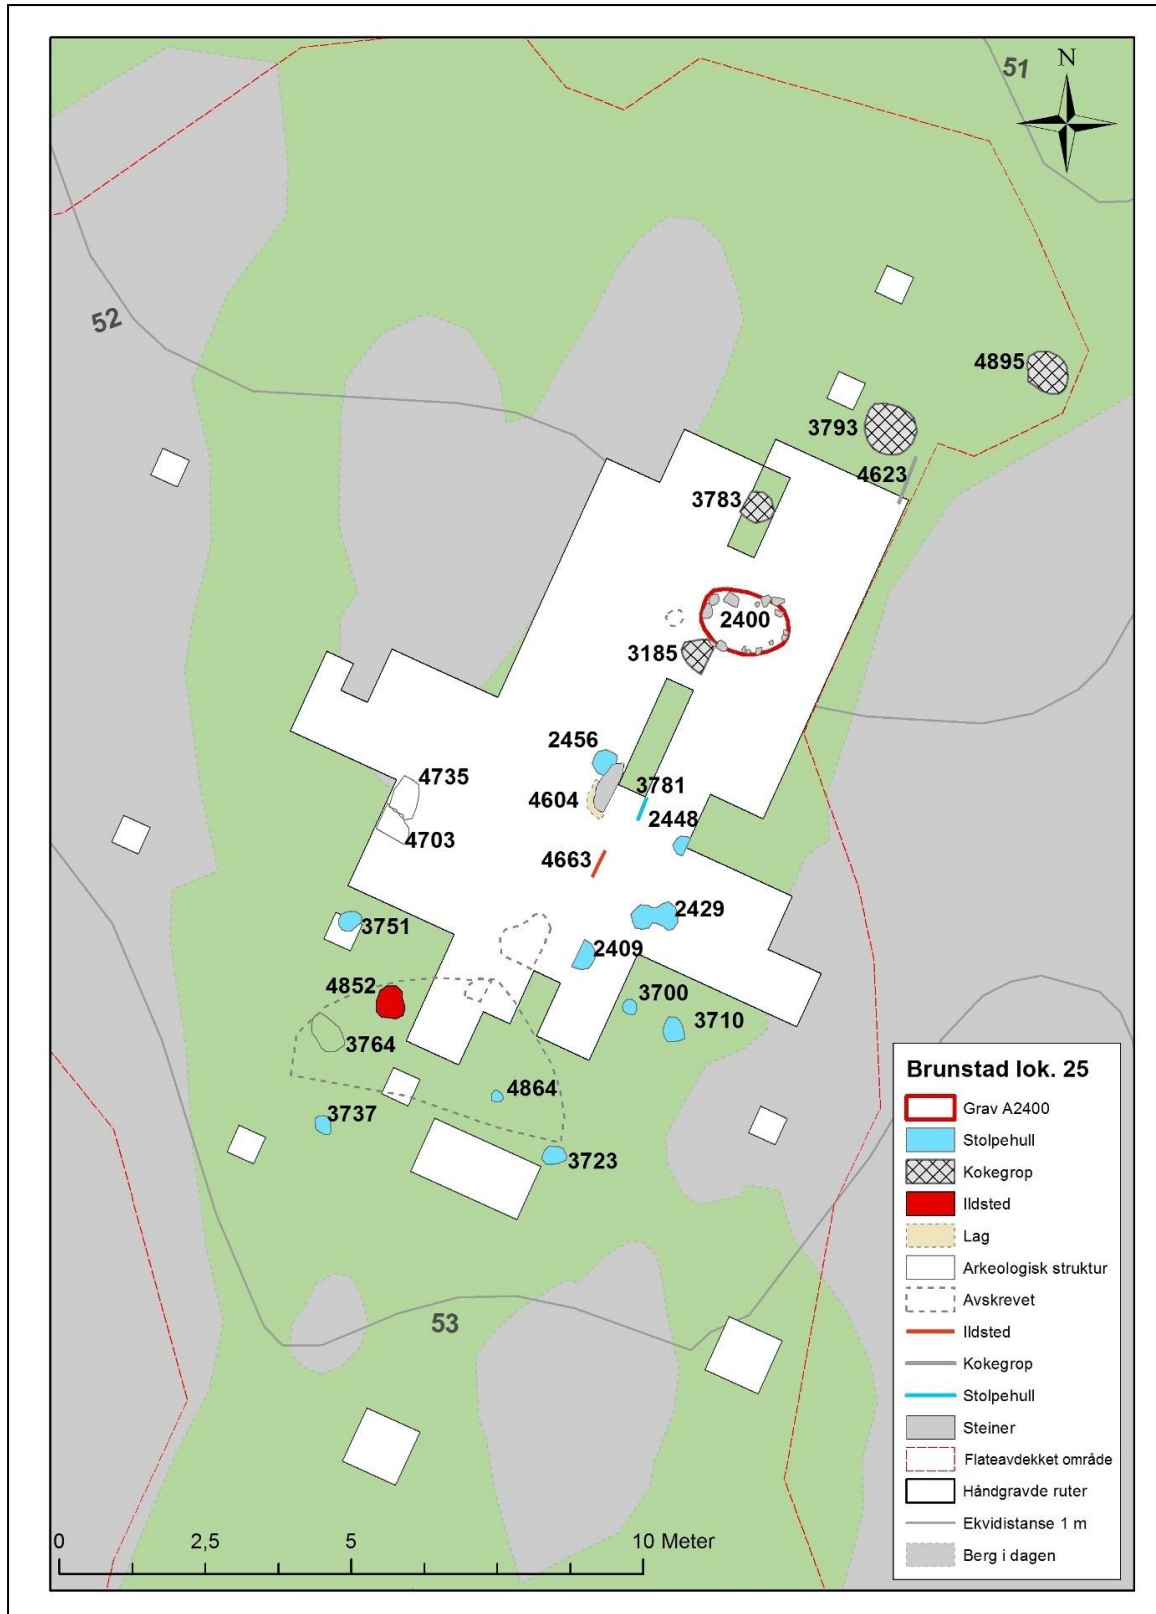 51
N
52
4895
3793
4623
3783
2400
3185
2456
4735
3781
4604
2448
4703
4663
2429
3751
2409
4852
3700
3710
3764
4864
3737
3723
53
Brunstad lok. 25
Grav A2400
Stolpehull
Kokegrop
Ildsted
Lag
Arkeologisk struktur
Avskrevet
Ildsted
Kokegrop
Stolpehull
Steiner
Flateavdekket område
Håndgravde ruter
Ekvidistanse 1 m
Berg i dagen
0 2,5 5 10 Meter